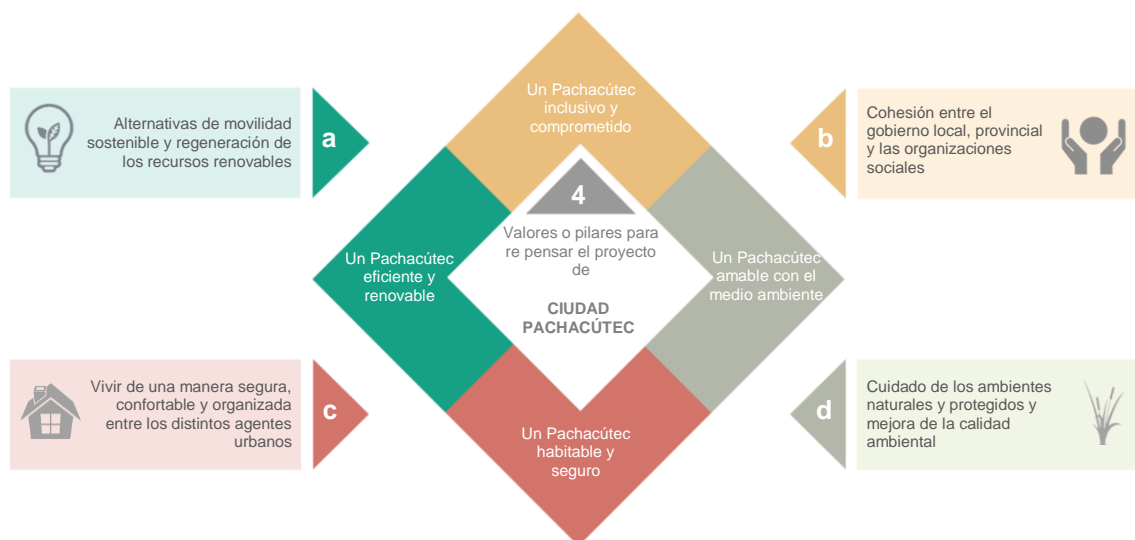 Un Pachacútec
inclusivo y
comprometido
Alternativas de movilidad
sostenible y regeneración de
los recursos renovables
a
b
Cohesión entre el
gobierno local, provincial
y las organizaciones
sociales
4
Valores o pilares para
re pensar el proyecto
de
CIUDAD
PACHACÚTEC
Un Pachacútec
eficiente y
renovable
Un Pachacútec
amable con el
medio ambiente
Vivir de una manera segura,
confortable y organizada
entre los distintos agentes
urbanos
c
Un Pachacútec
habitable y
seguro
d
Cuidado de los ambientes
naturales y protegidos y
mejora de la calidad
ambiental